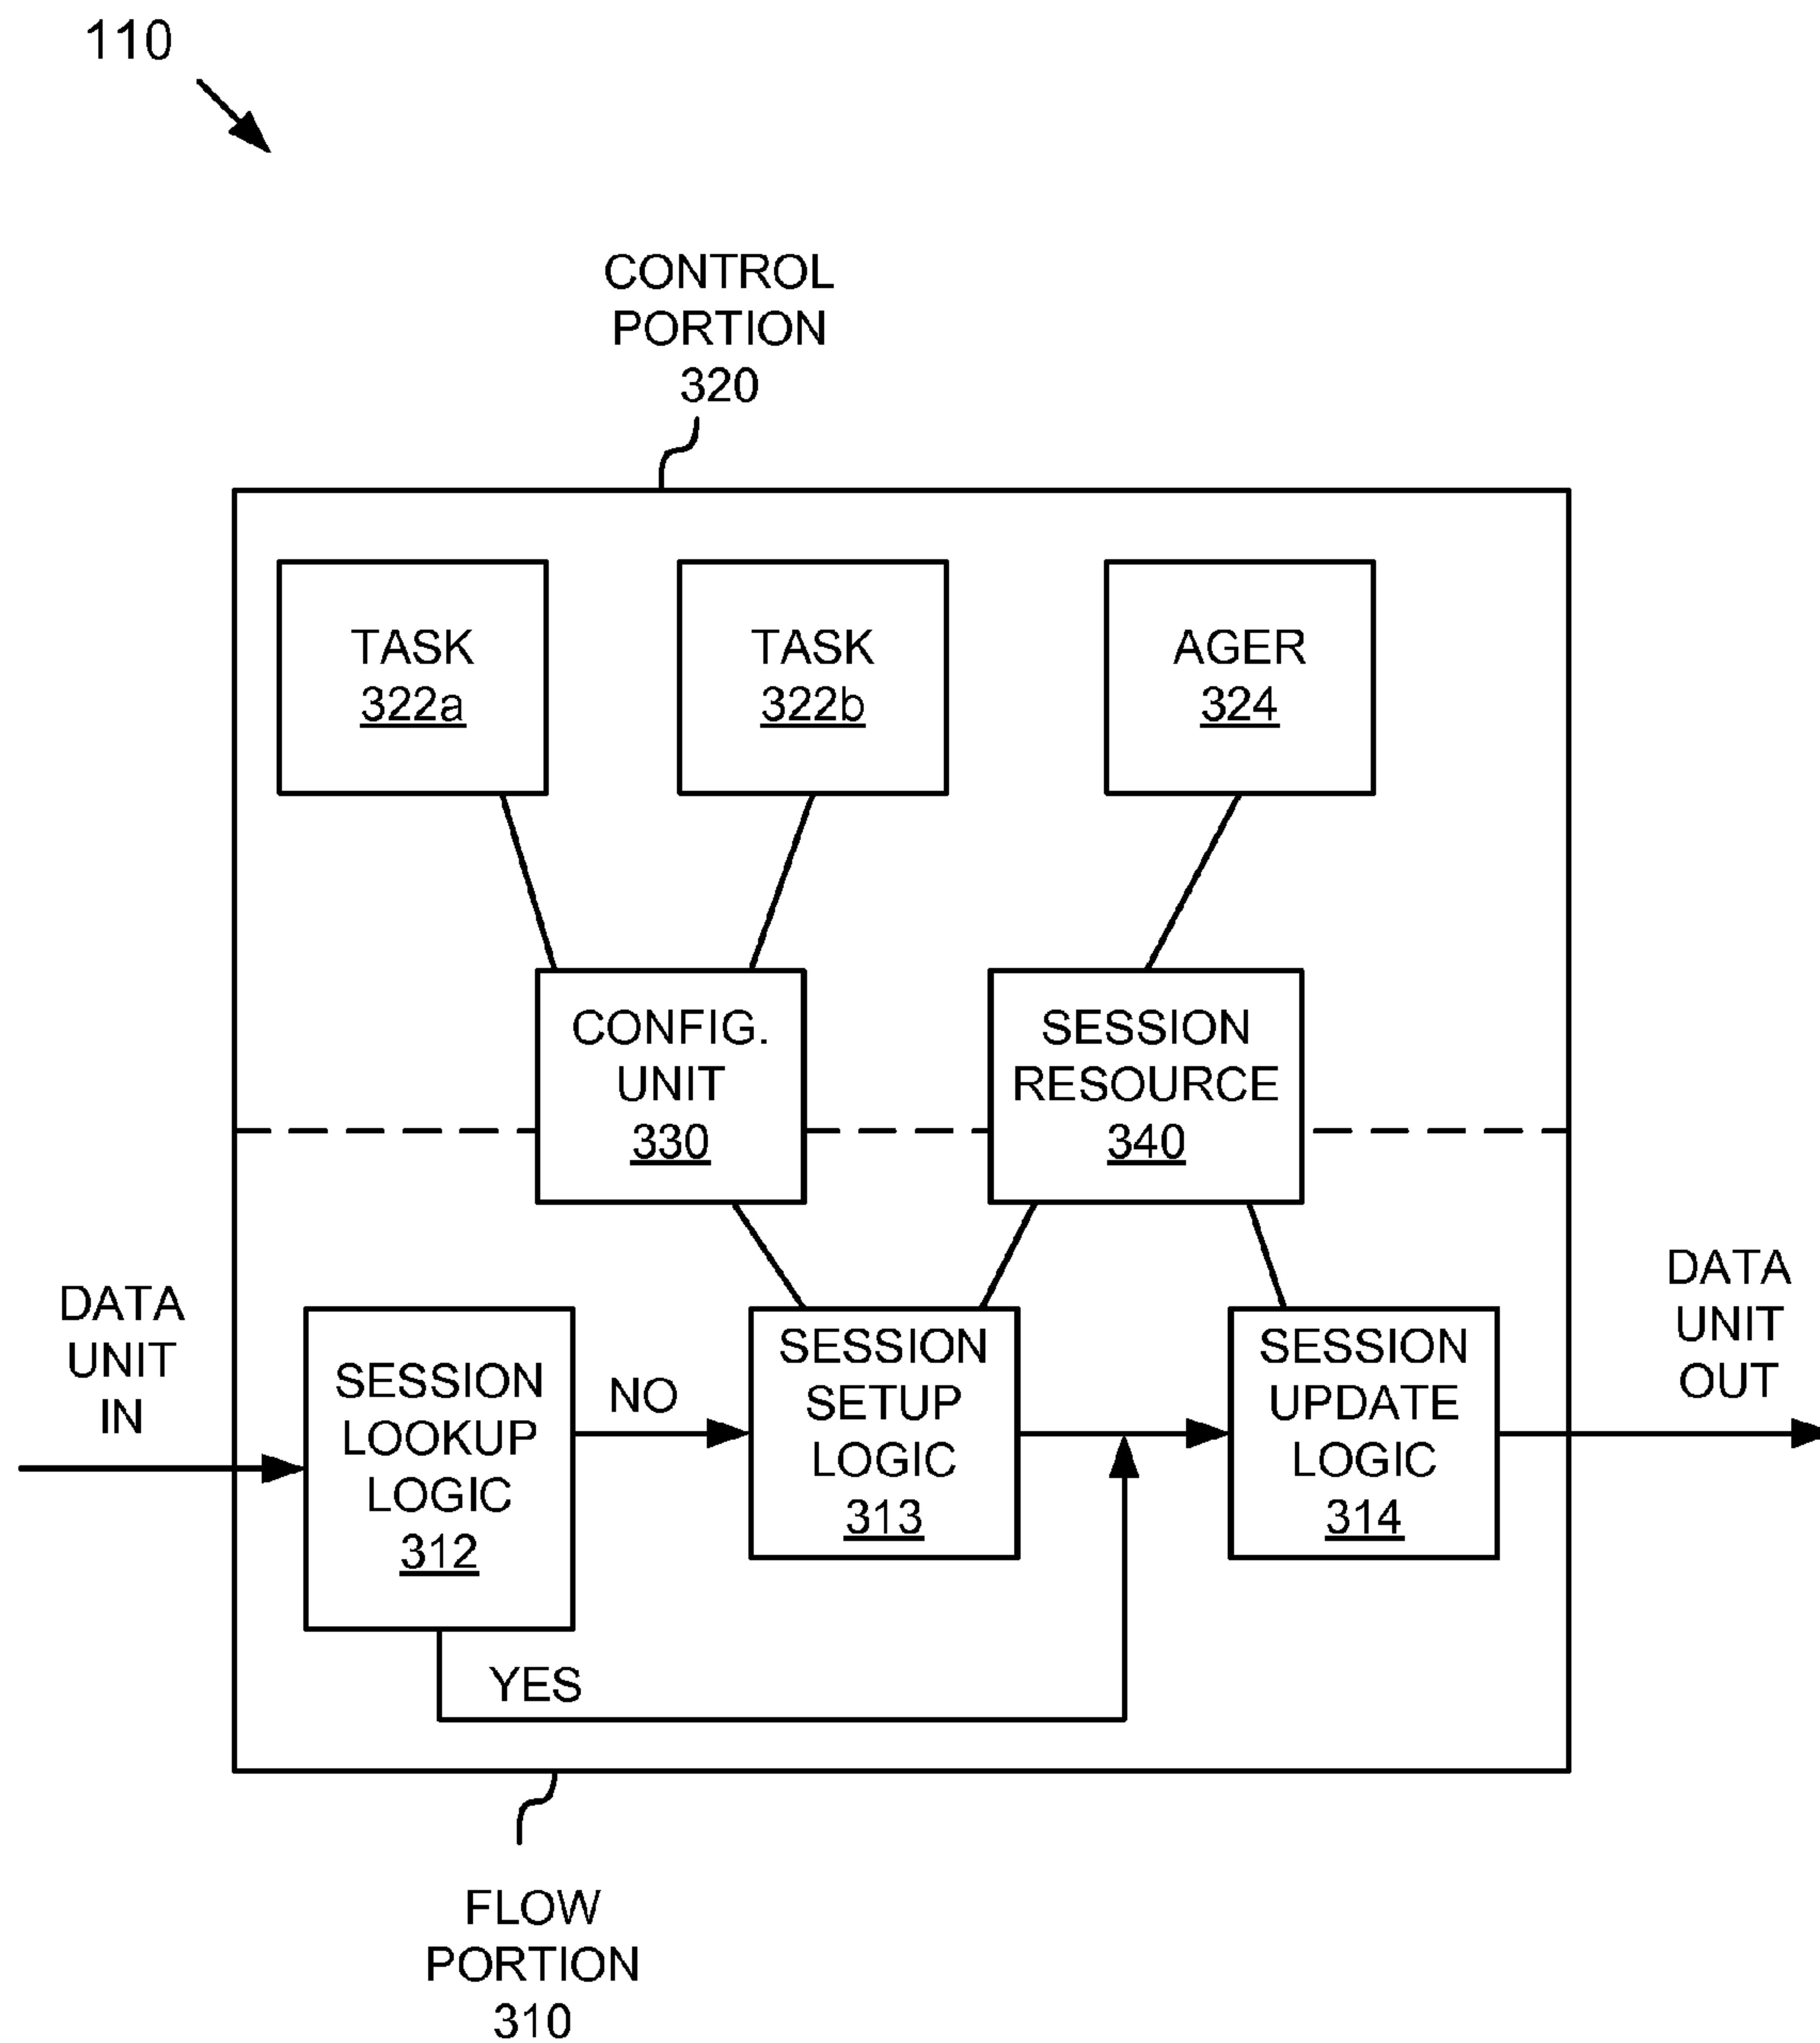 110
CONTROL
PORTION
320
TASK
322a
TASK
322b
AGER
324
CONFIG.
UNIT
330
SESSION
RESOURCE
340
DATA
UNIT
IN
SESSION
LOOKUP
LOGIC
312
NO
SESSION
SETUP
LOGIC
313
SESSION
UPDATE
LOGIC
314
DATA
UNIT
OUT
YES
FLOW
PORTION
310